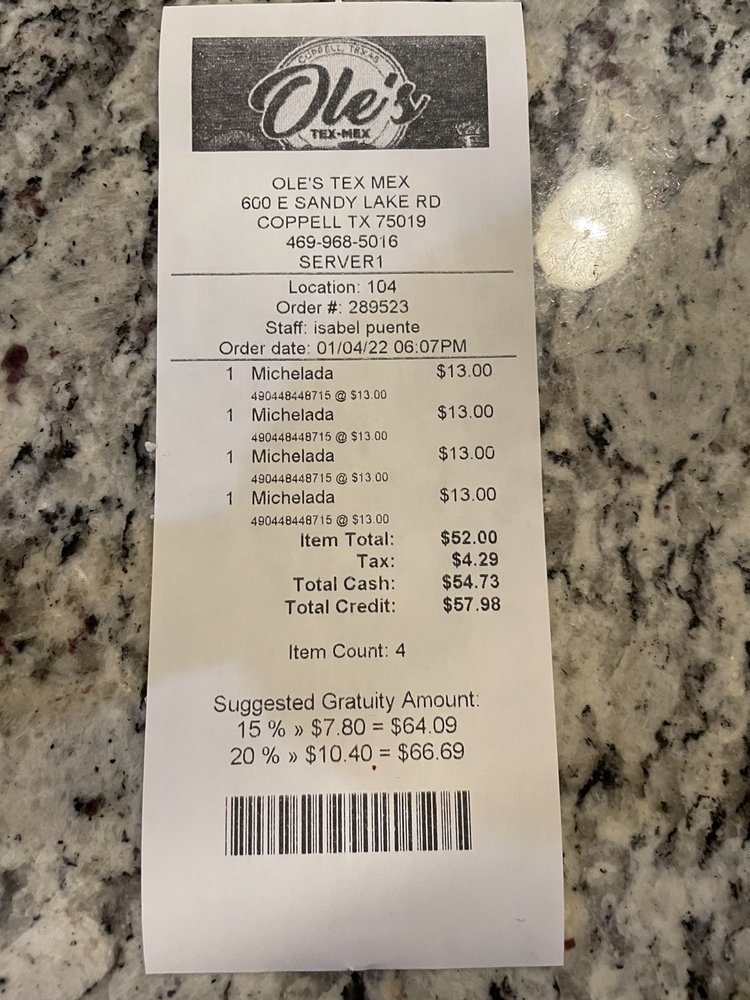 COPPELL, TEXAS
Ole's
TEX-MEX
OLE'S TEX MEX
600 E SANDY LAKE RD
COPPELL TX 75019
469-968-5016
SERVER1
Location: 104
Order #: 289523
Staff: isabel puente
Order date: 01/04/22 06:07PM
1 Michelada $13.00
490448448715 @ $13.00
1 Michelada $13.00
490448448715 @ $13.00
1 Michelada $13.00
490448448715 @ $13.00
1 Michelada $13.00
490448448715 @ $13.00
Item Total: $52.00
Tax: $4.29
Total Cash: $54.73
Total Credit: $57.98
Item Count: 4
Suggested Gratuity Amount:
15 % » $7.80 = $64.09
20 % » $10.40 = $66.69